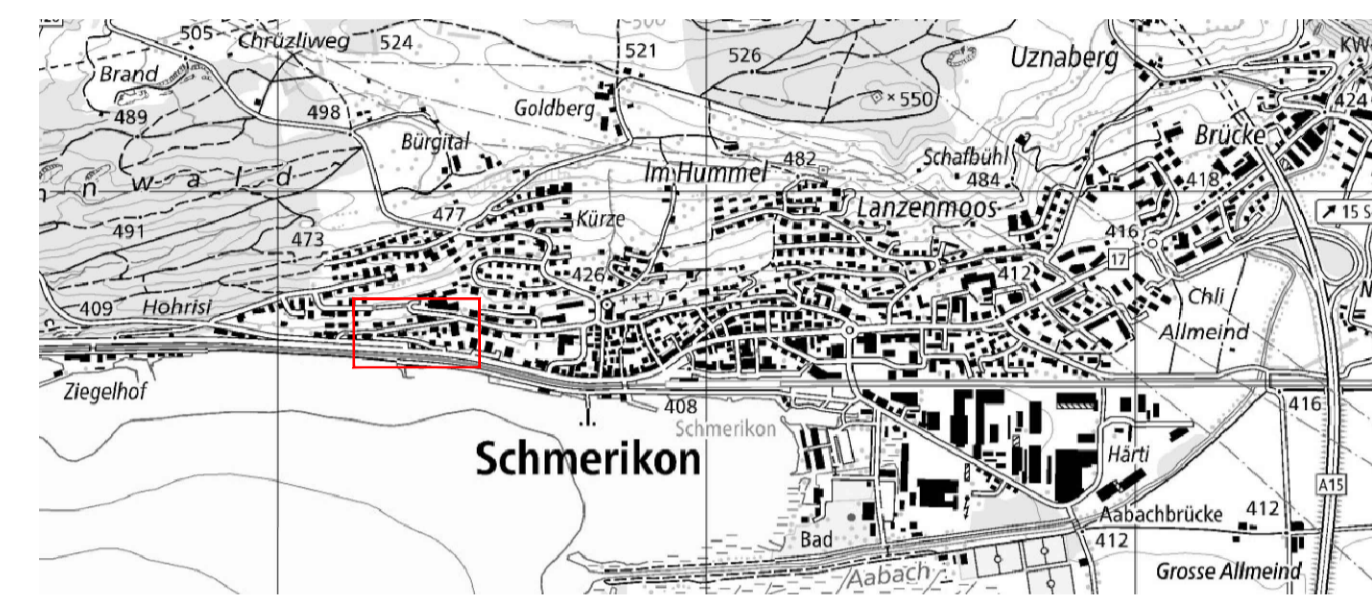 505
Chrüzliweg
524
500
521
526
Uznaberg
KW
Brand
550
424
489
498
Goldberg
Bürgital
Brücke
482
Schafbühl
484
418
n w a l d
Im Hummel
Lanzenmoos
15
477
Kürze
491
473
416
17
426
412
409
Hohrisi
Chli
Allmeind
Ziegelhof
408
416
Schmerikon
Schmerikon
Härti
A15
Aabachbrücke
412
Bad
412
Aabach
Grosse Allmeind